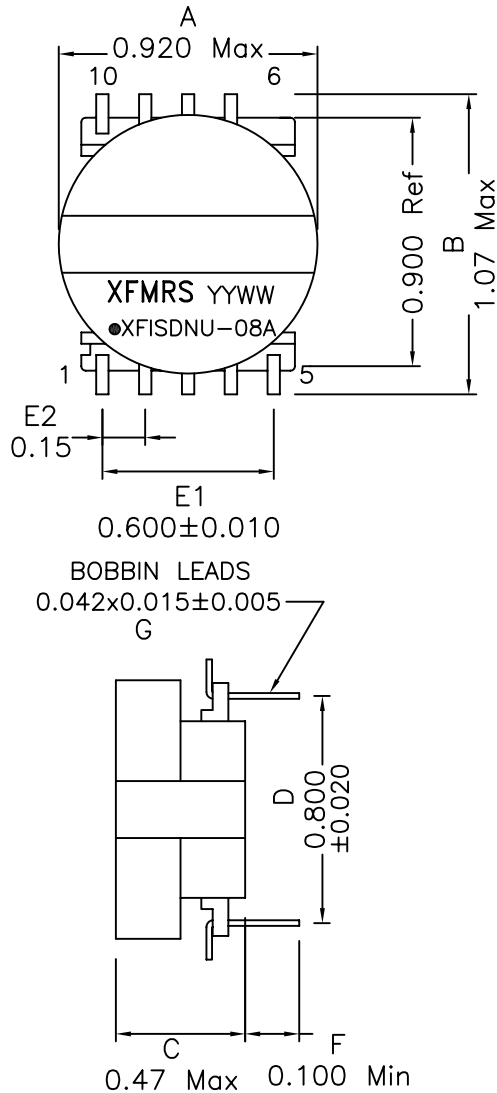 A
0.920 Max
10
6
0.900 Ref
B
1.07 Max
XFMRS YYWW
XFISDNU-08A
1
5
E2
0.15
E1
0.600±0.010
BOBBIN LEADS
0.042x0.015±0.005
G
D
0.800
±0.020
C
0.47 Max
F
0.100 Min